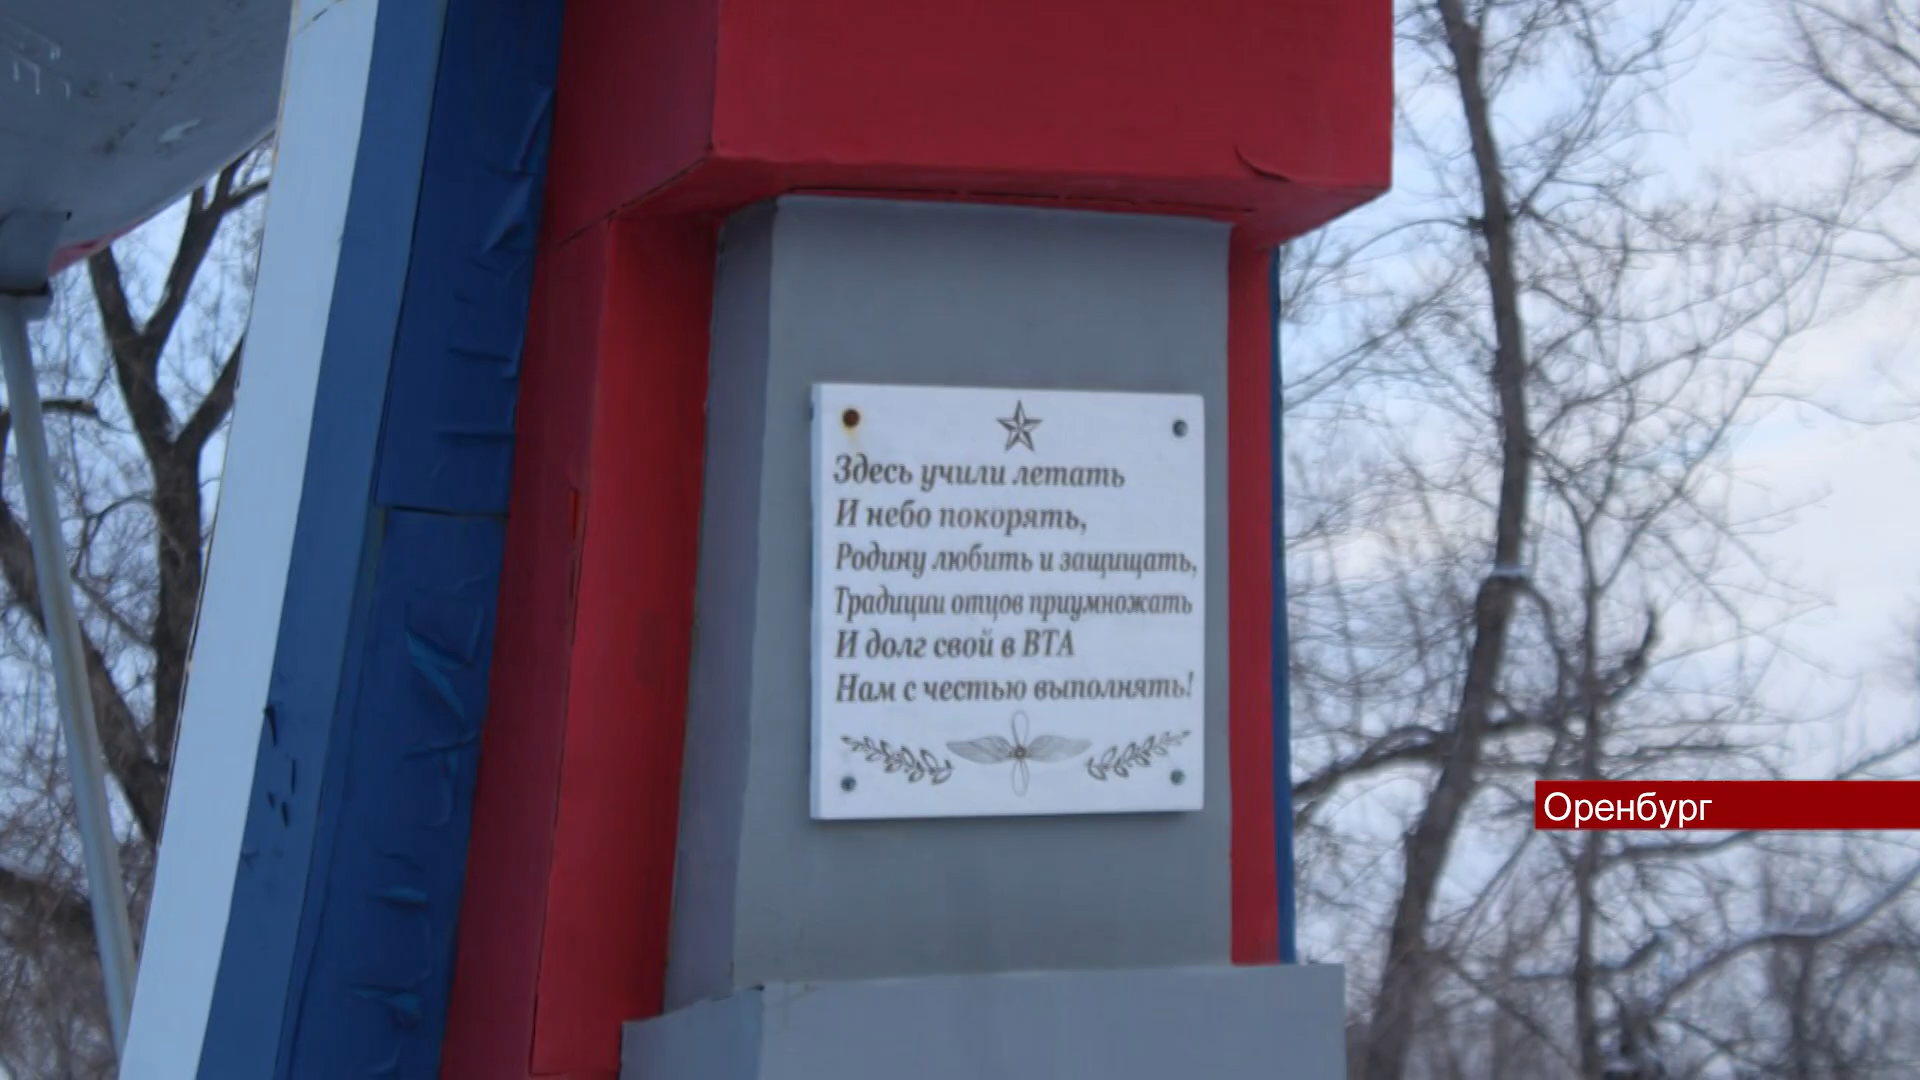 Здесь учили летать
И небо покорять,
Родину любить и защищать,
Традиции отцов приумножать
И долг свой в ВТА
Нам с честью выполнять!
Оренбург